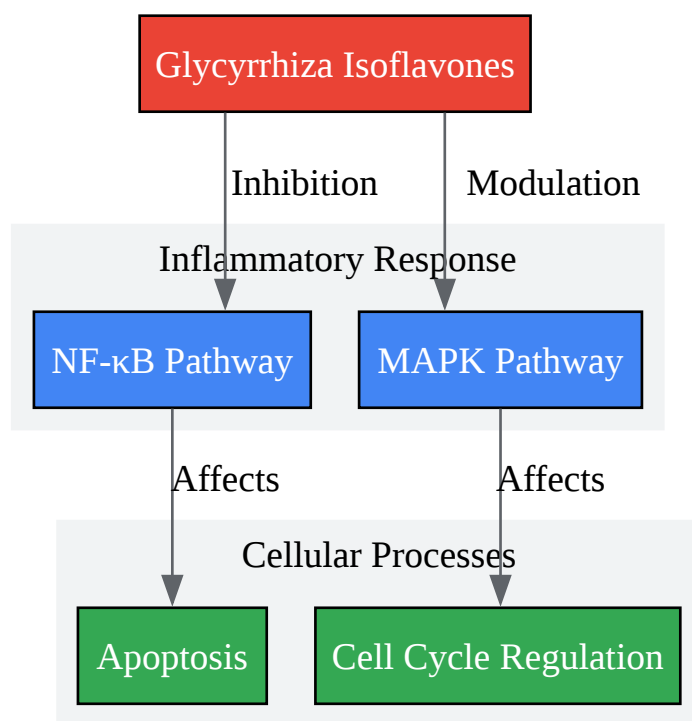 Glycyrrhiza Isoflavones
Inhibition
Modulation
Inflammatory Response
NF-κB Pathway
MAPK Pathway
Affects
Affects
Cellular Processes
Apoptosis
Cell Cycle Regulation